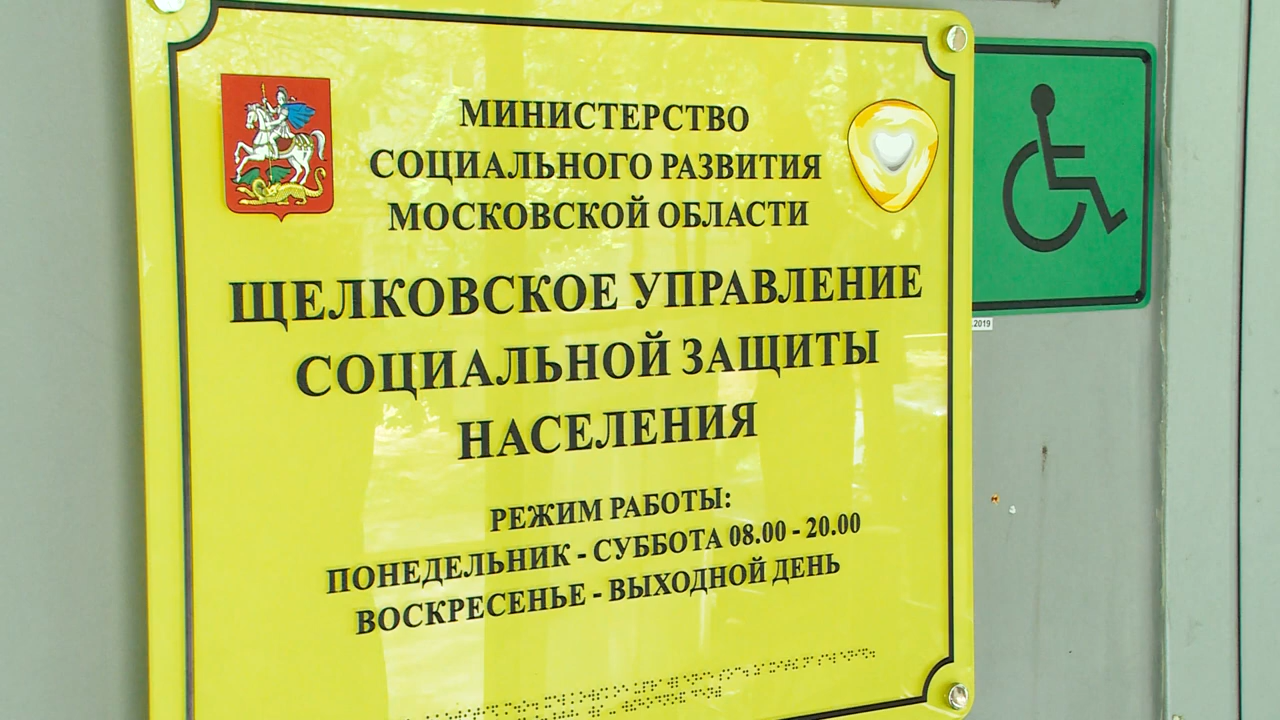 МИНИСТЕРСТВО
СОЦИАЛЬНОГО РАЗВИТИЯ
МОСКОВСКОЙ ОБЛАСТИ
ЩЕЛКОВСКОЕ УПРАВЛЕНИЕ
СОЦИАЛЬНОЙ ЗАЩИТЫ
НАСЕЛЕНИЯ
РЕЖИМ РАБОТЫ:
ПОНЕДЕЛЬНИК - СУББОТА 08.00 - 20.00
ВОСКРЕСЕНЬЕ - ВЫХОДНОЙ ДЕНЬ
.2019